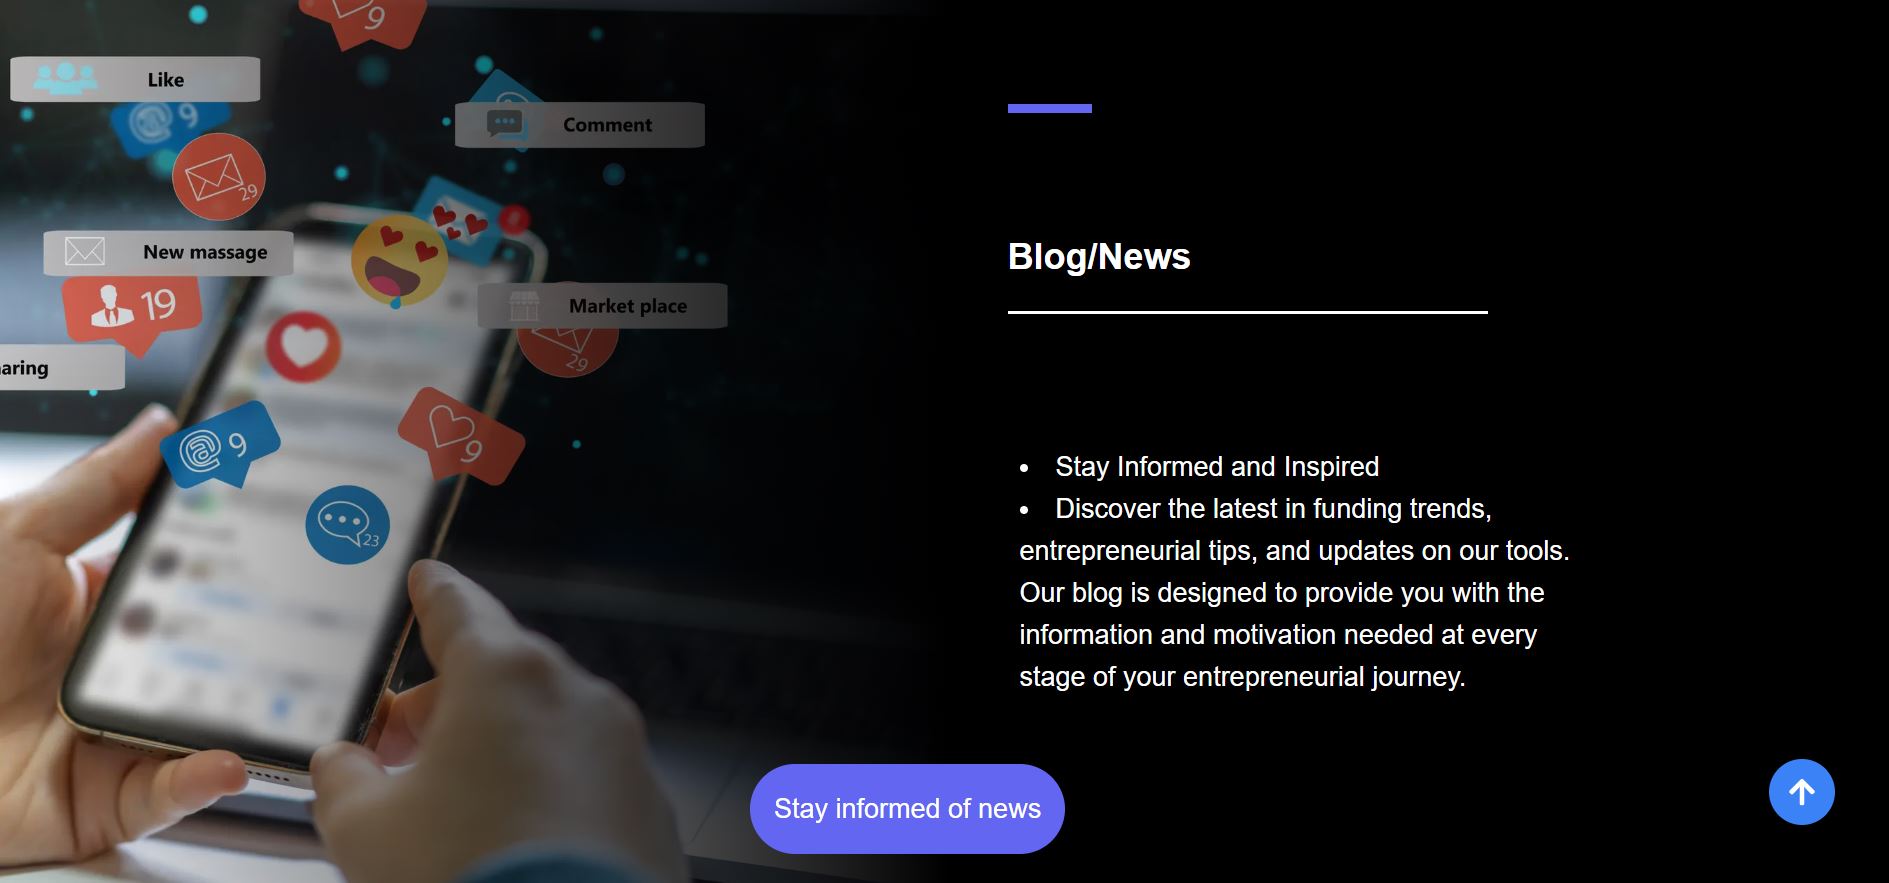 9
Like
@ 9
Comment
29
New massage
19
Market place
29
aring
@ 9
9
23
Blog/News
• Stay Informed and Inspired
• Discover the latest in funding trends,
entrepreneurial tips, and updates on our tools.
Our blog is designed to provide you with the
information and motivation needed at every
stage of your entrepreneurial journey.
Stay informed of news